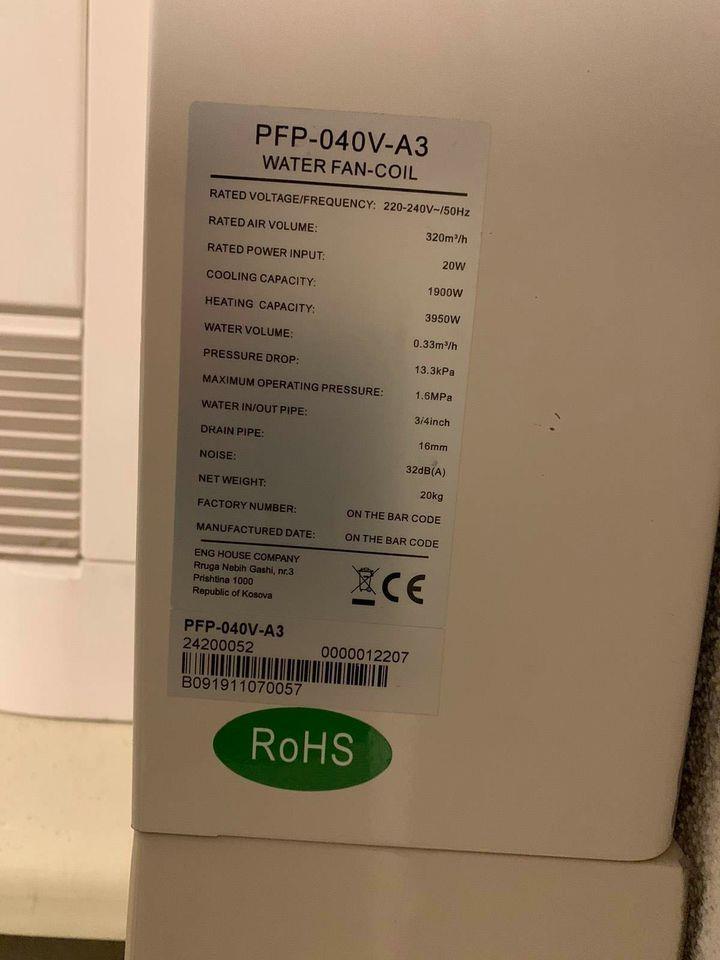 PFP-040V-A3
WATER FAN-COIL
RATED VOLTAGE/FREQUENCY: 220-240V~/50Hz
RATED AIR VOLUME: 320m³/h
RATED POWER INPUT: 20W
COOLING CAPACITY: 1900W
HEATING CAPACITY: 3950W
WATER VOLUME: 0.33m³/h
PRESSURE DROP: 13.3kPa
MAXIMUM OPERATING PRESSURE: 1.6MPa
WATER IN/OUT PIPE: 3/4inch
DRAIN PIPE: 16mm
NOISE: 32dB(A)
NET WEIGHT: 20kg
FACTORY NUMBER: ON THE BAR CODE
MANUFACTURED DATE: ON THE BAR CODE
ENG HOUSE COMPANY
Rruga Nebih Gashi, nr.3
Prishtina 1000
Republic of Kosova
CE
PFP-040V-A3
24200052 0000012207
B091911070057
RoHS